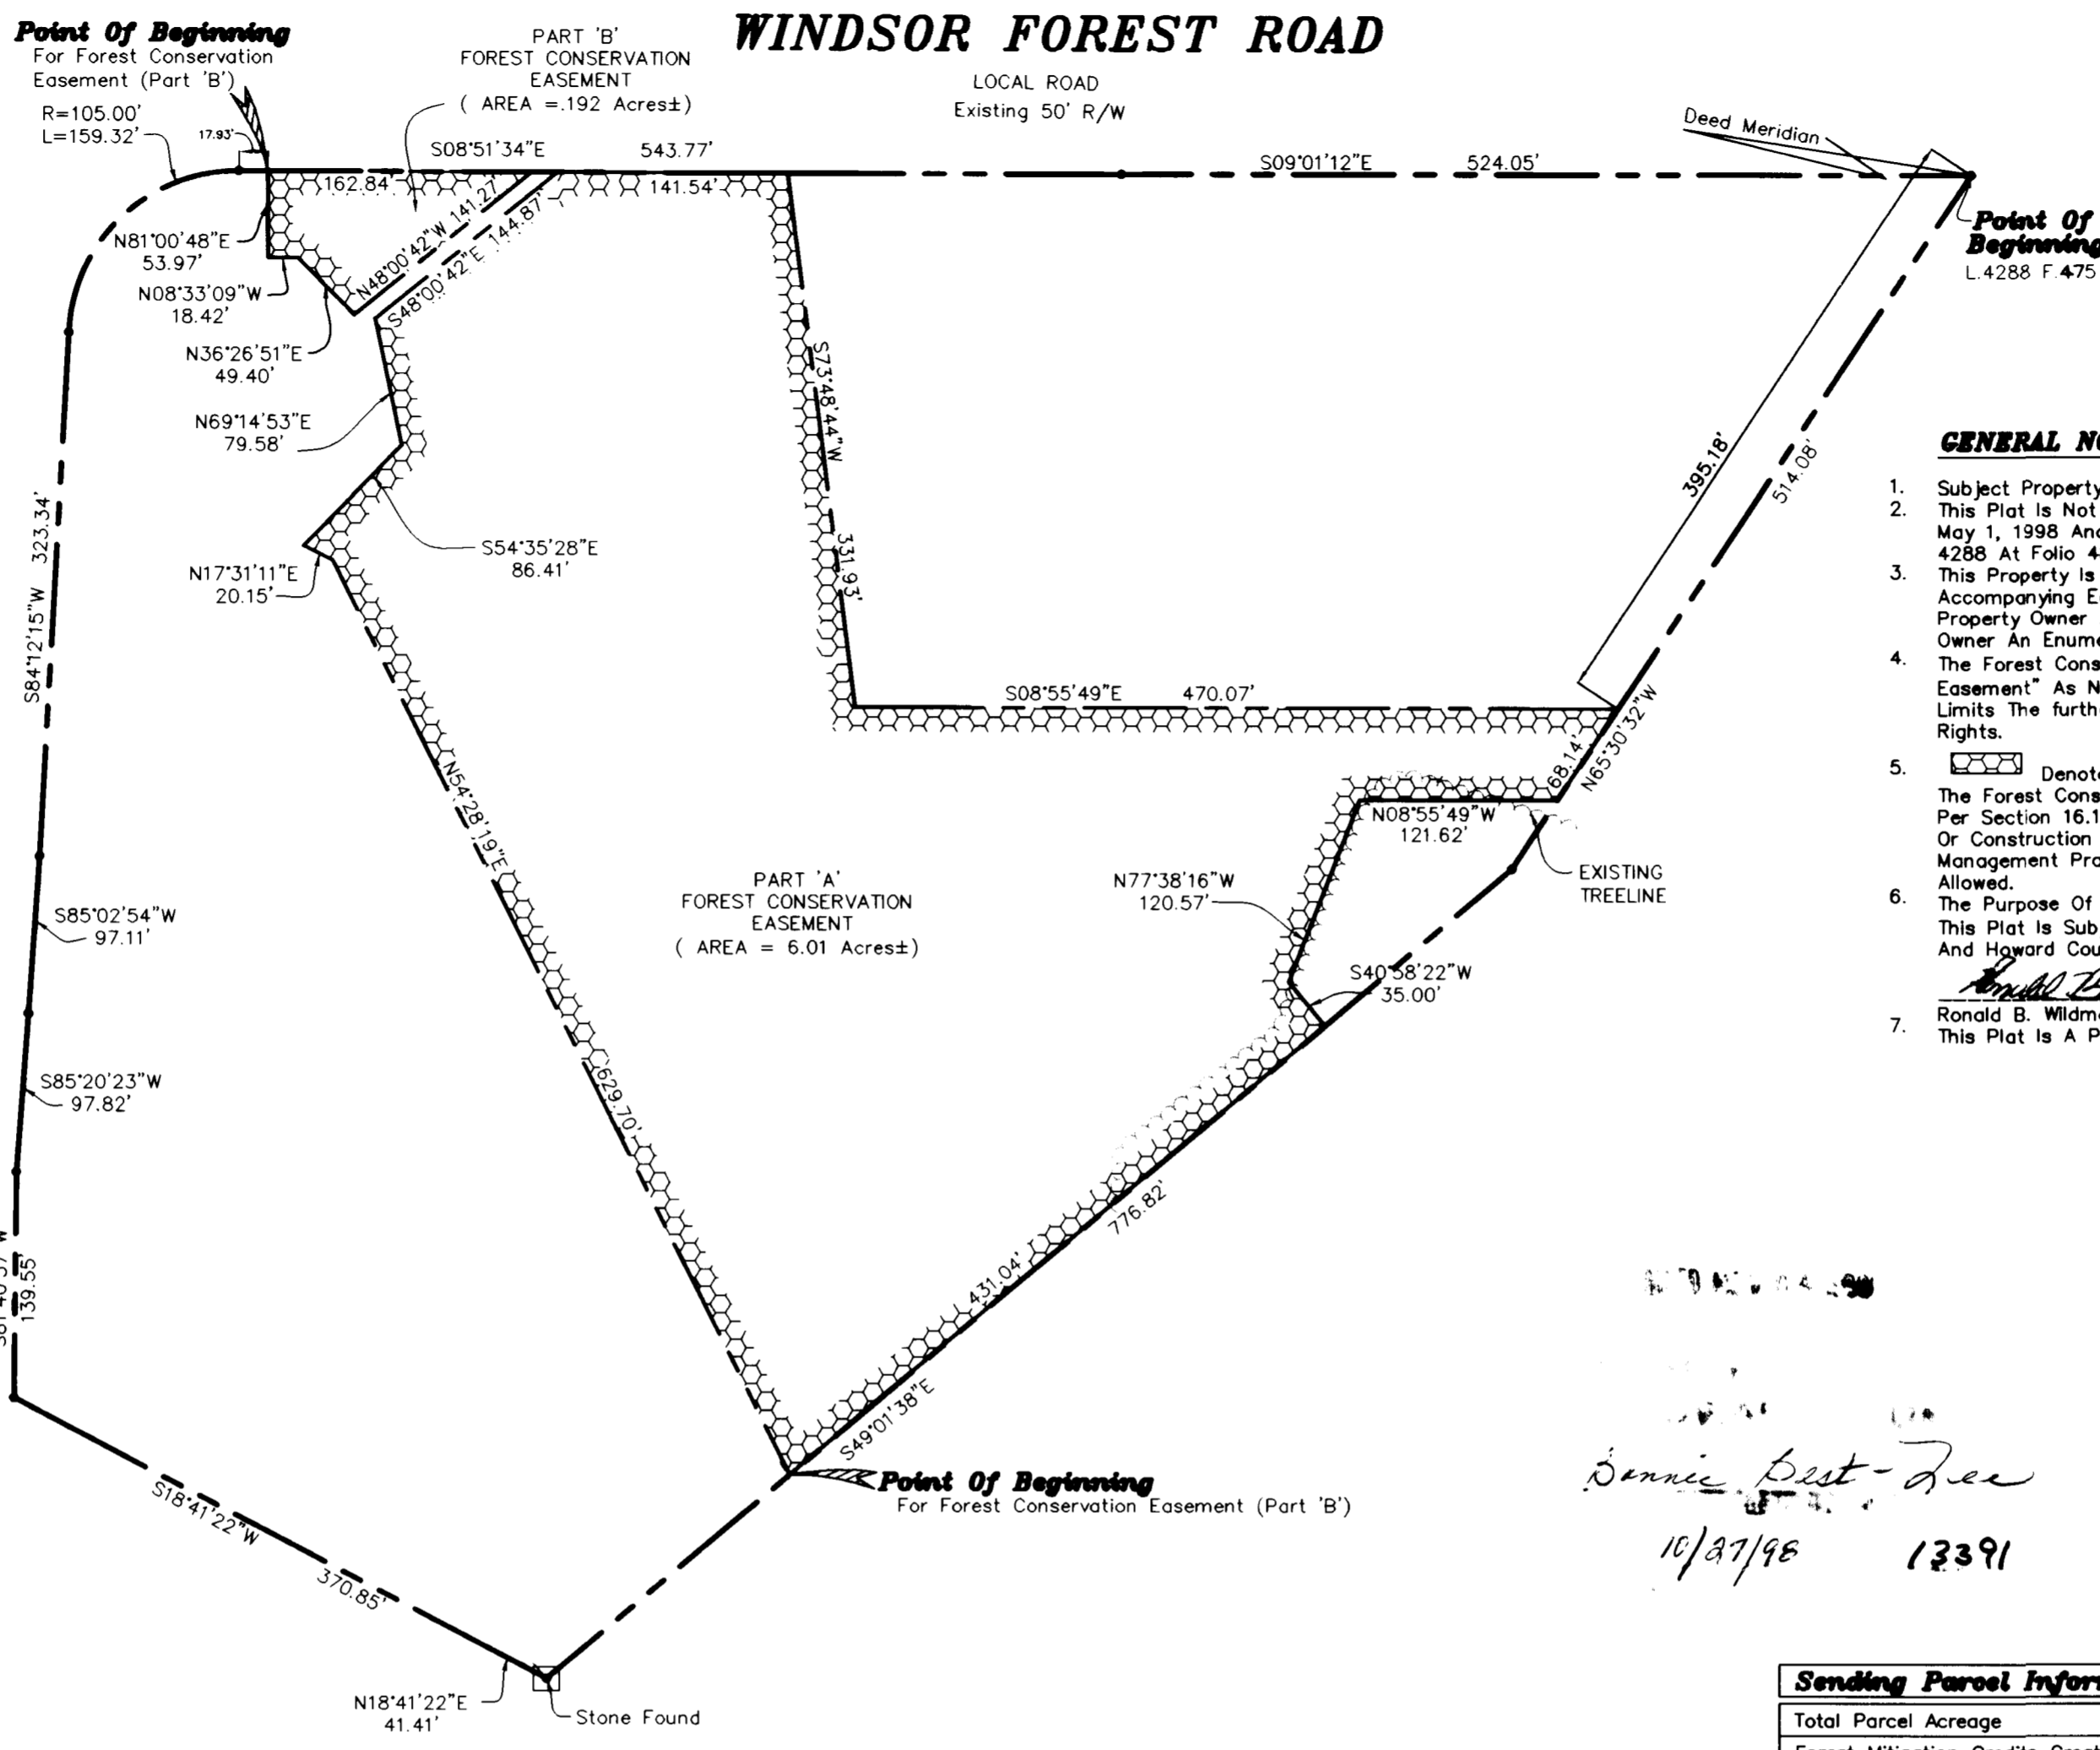 WINDSOR FOREST ROAD
LOCAL ROAD
Existing 50' R/W
Point Of Beginning
For Forest Conservation
Easement (Part 'B')
R=105.00'
L=159.32'
17.93'
PART 'B'
FOREST CONSERVATION
EASEMENT
( AREA =.192 Acres±)
S08°51'34"E 543.77'
S09°01'12"E 524.05'
Deed Meridian
Point Of
Beginning
L.4288 F.475
162.84'
141.54'
N48°00'42"W 141.27'
S48°00'42"E 144.87'
N81°00'48"E
53.97'
N08°33'09"W
18.42'
N36°26'51"E
49.40'
N69°14'53"E
79.58'
S54°35'28"E
86.41'
N17°31'11"E
20.15'
S84°12'15"W 323.34'
S73°48'44"W
331.93'
395.18'
514.08'
N65°30'32"W
68.14'
S08°55'49"E 470.07'
N08°55'49"W
121.62'
EXISTING
TREELINE
N77°38'16"W
120.57'
S40°58'22"W
35.00'
N54°28'19"E
629.70'
PART 'A'
FOREST CONSERVATION
EASEMENT
( AREA = 6.01 Acres±)
S85°02'54"W
97.11'
S85°20'23"W
97.82'
139.55'
776.82'
431.04'
S49°01'38"E
Point Of Beginning
For Forest Conservation Easement (Part 'B')
S18°41'22"W
370.85'
N18°41'22"E
41.41'
Stone Found
GENERAL
1. Subject Property
2. This Plat Is Not
May 1, 1998
4288 At Folio
3. This Property Is
Accompanying
Property Owner
Owner An
4. The Forest
Easement" As
Limits The
Rights.
5.
The Forest
Per Section
Or Construction
Management
Allowed.
6. The Purpose Of
This Plat Is
And Howard
Ronald B.
7. This Plat Is A
Bonnie Best-Lee
10/27/98 13391
Sending Parcel
Total Parcel Acreage